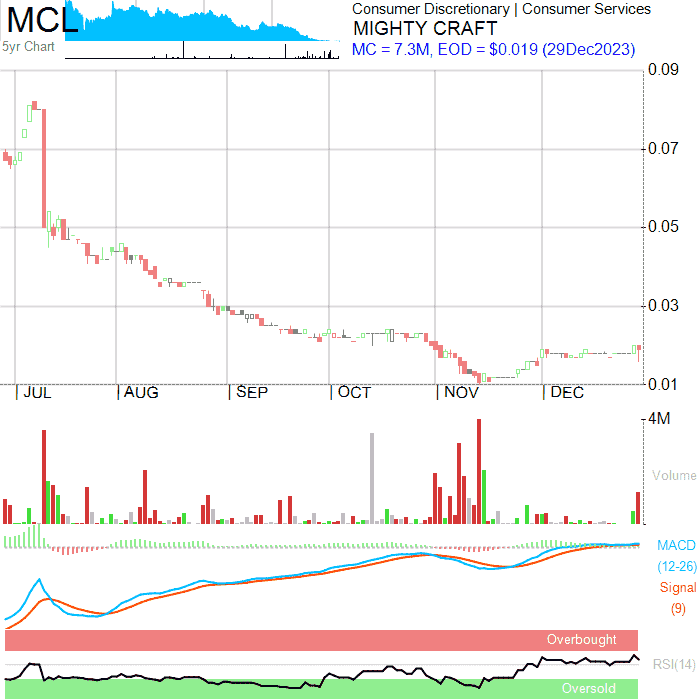 MCL
5yr Chart
Consumer Discretionary | Consumer Services
MIGHTY CRAFT
MC = 7.3M, EOD = $0.019 (29Dec2023)
0.09
0.07
0.05
0.03
0.01
JUL AUG SEP OCT NOV DEC
4M
Volume
MACD
(12-26)
Signal
(9)
Overbought
RSI(14)
Oversold